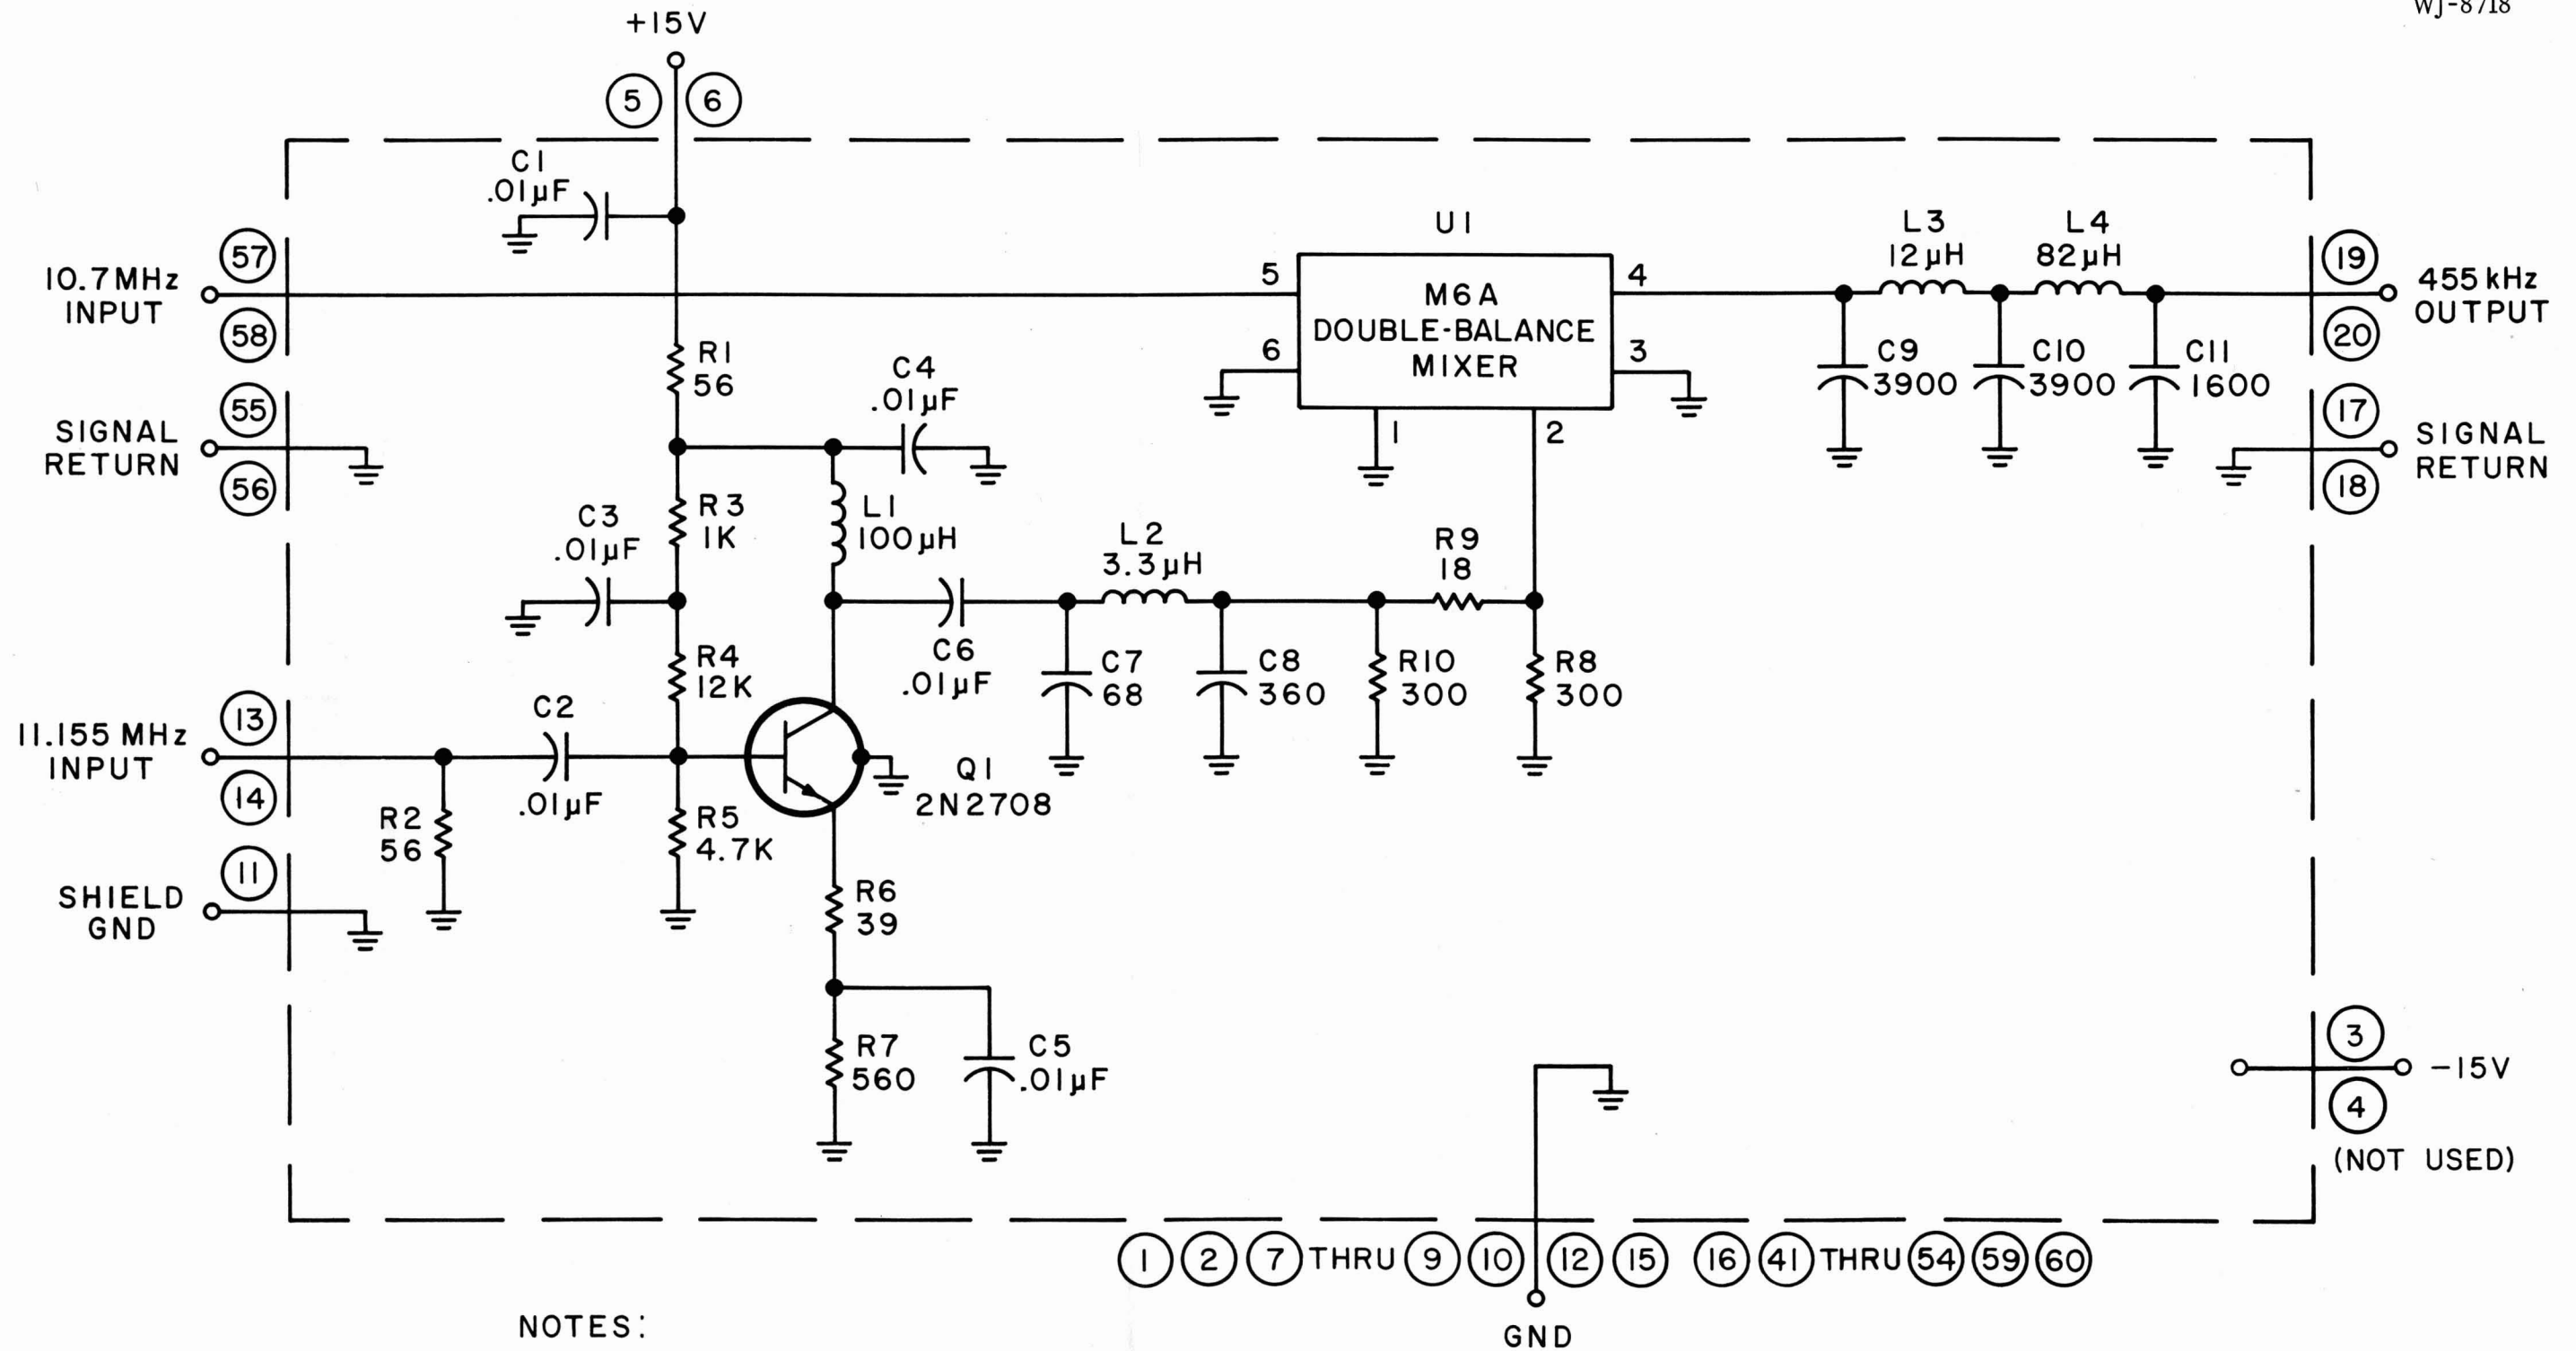 WJ-8718
+15V
5
6
C1
.01µF
57
10.7MHz
INPUT
58
55
SIGNAL
RETURN
56
R1
56
C4
.01µF
U1
5
4
M6A
DOUBLE-BALANCE
MIXER
6
3
1
2
L3
12µH
L4
82µH
C9
3900
C10
3900
C11
1600
19
455kHz
OUTPUT
20
17
SIGNAL
RETURN
18
R3
1K
C3
.01µF
L1
100µH
L2
3.3µH
R9
18
R4
12K
C6
.01µF
C7
68
C8
360
R10
300
R8
300
13
11.155 MHz
INPUT
14
C2
.01µF
R2
56
R5
4.7K
Q1
2N2708
11
SHIELD
GND
R6
39
R7
560
C5
.01µF
3
-15V
4
(NOT USED)
1 2 7 THRU 9 10 12 15 16 41 THRU 54 59 60
GND
NOTES: